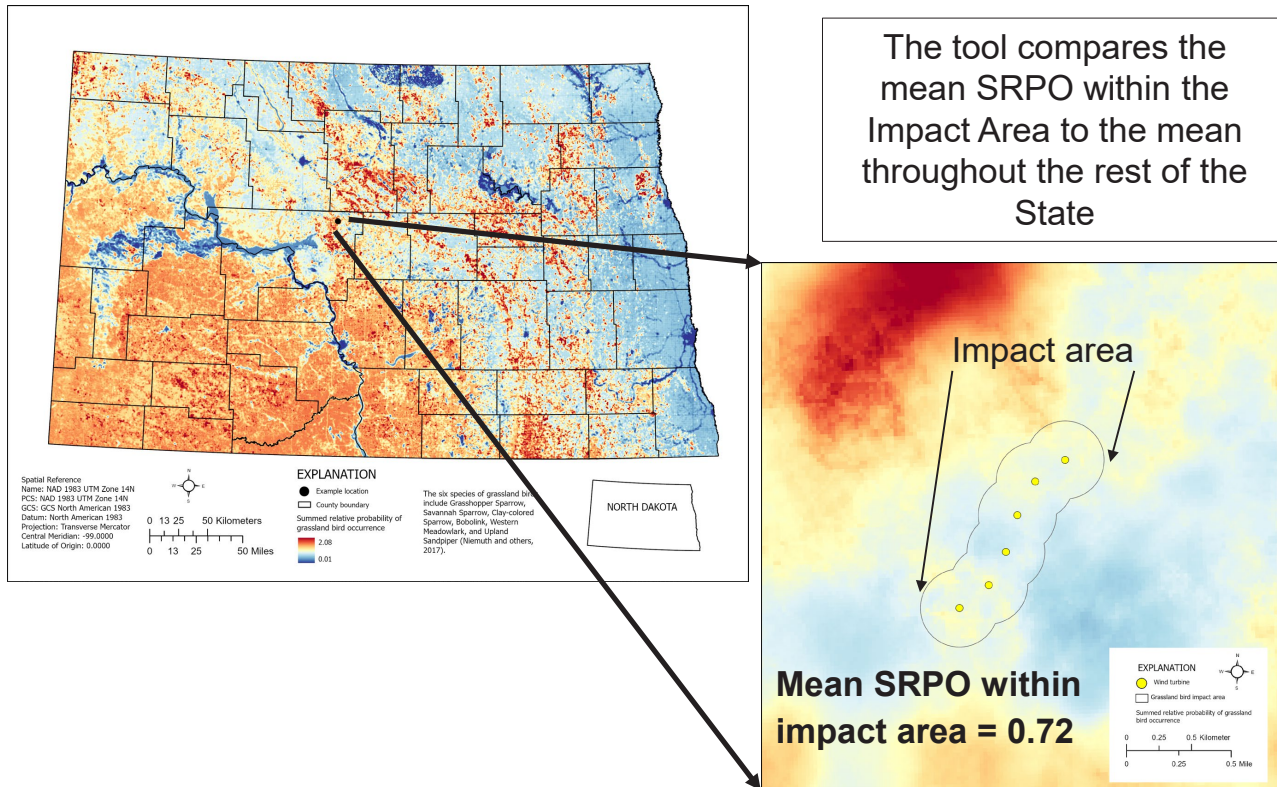 The tool compares the
mean SRPO within the
Impact Area to the mean
throughout the rest of the
State
Spatial Reference
Name: NAD 1983 UTM Zone 14N
PCS: NAD 1983 UTM Zone 14N
GCS: GCS North American 1983
Datum: North American 1983
Projection: Transverse Mercator
Central Meridian: -99.0000
Latitude of Origin: 0.0000
N
W E
S
0 13 25 50 Kilometers
0 13 25 50 Miles
EXPLANATION
Example location
County boundary
Summed relative probability of
grassland bird occurrence
2.08
0.01
The six species of grassland
include Grasshopper Sparrow,
Savannah Sparrow, Clay-colored
Sparrow, Bobolink, Western
Meadowlark, and Upland
Sandpiper (Niemuth and others,
2017).
NORTH DAKOTA
Impact area
Mean SRPO within
impact area = 0.72
EXPLANATION
N
W E
S
Wind turbine
Grassland bird impact area
Summed relative probability of grassland
bird occurrence
0 0.25 0.5 Kilometer
0 0.25 0.5 Mile